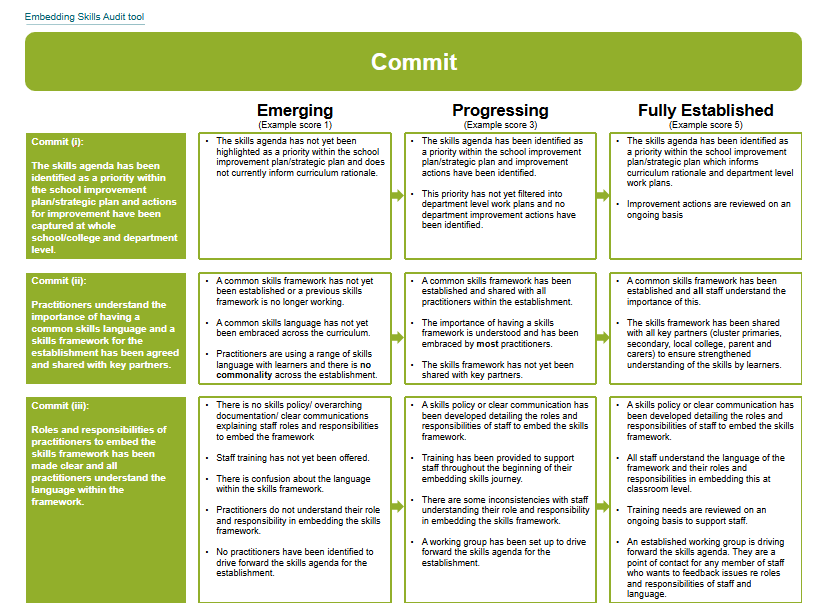 Embedding Skills Audit tool
Commit
Emerging
(Example score 1)
Progressing
(Example score 3)
Fully Established
(Example score 5)
Commit (i):
The skills agenda has been
identified as a priority within
the school improvement
plan/strategic plan and actions
for improvement have been
captured at whole
school/college and department
level.
• The skills agenda has not yet been
highlighted as a priority within the school
improvement plan/strategic plan and does
not currently inform curriculum rationale.
• The skills agenda has been identified as
a priority within the school improvement
plan/strategic plan and improvement
actions have been identified.
• This priority has not yet filtered into
department level work plans and no
department improvement actions have
been identified.
• The skills agenda has been identified as
a priority within the school improvement
plan/strategic plan which informs
curriculum rationale and department level
work plans.
• Improvement actions are reviewed on an
ongoing basis
Commit (ii):
Practitioners understand the
importance of having a
common skills language and a
skills framework for the
establishment has been agreed
and shared with key partners.
• A common skills framework has not yet
been established or a previous skills
framework is no longer working.
• A common skills language has not yet
been embraced across the curriculum.
• Practitioners are using a range of skills
language with learners and there is no
commonality across the establishment.
• A common skills framework has been
established and shared with all
practitioners within the establishment.
• The importance of having a skills
framework is understood and has been
embraced by most practitioners.
• The skills framework has not yet been
shared with key partners.
• A common skills framework has been
established and all staff understand the
importance of this.
• The skills framework has been shared
with all key partners (cluster primaries,
secondary, local college, parent and
carers) to ensure strengthened
understanding of the skills by learners.
Commit (iii):
Roles and responsibilities of
practitioners to embed the
skills framework has been
made clear and all
practitioners understand the
language within the
framework.
• There is no skills policy/ overarching
documentation/ clear communications
explaining staff roles and responsibilities
to embed the framework
• Staff training has not yet been offered.
• There is confusion about the language
within the skills framework.
• Practitioners do not understand their role
and responsibility in embedding the skills
framework.
• No practitioners have been identified to
drive forward the skills agenda for the
establishment.
• A skills policy or clear communication has
been developed detailing the roles and
responsibilities of staff to embed the skills
framework.
• Training has been provided to support
staff throughout the beginning of their
embedding skills journey.
• There are some inconsistencies with staff
understanding their role and responsibility
in embedding the skills framework.
• A working group has been set up to drive
forward the skills agenda for the
establishment.
• A skills policy or clear communication has
been developed detailing the roles and
responsibilities of staff to embed the skills
framework.
• All staff understand the language of the
framework and their roles and
responsibilities in embedding this at
classroom level.
• Training needs are reviewed on an
ongoing basis to support staff.
• An established working group is driving
forward the skills agenda. They are a
point of contact for any member of staff
who wants to feedback issues re roles
and responsibilities of staff and
language.